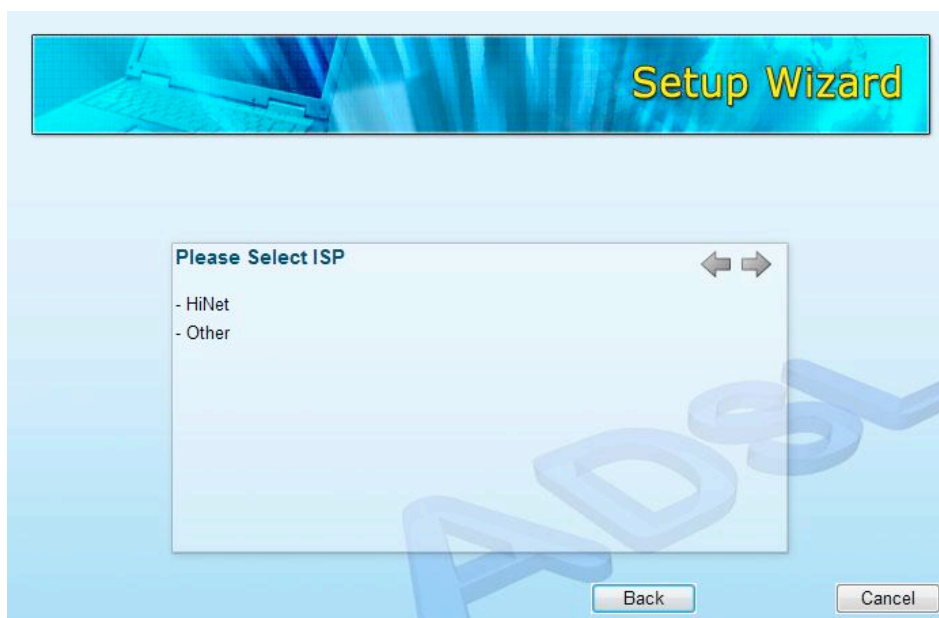 Setup Wizard
Please Select ISP
- HiNet
- Other
ADSL
Back Cancel